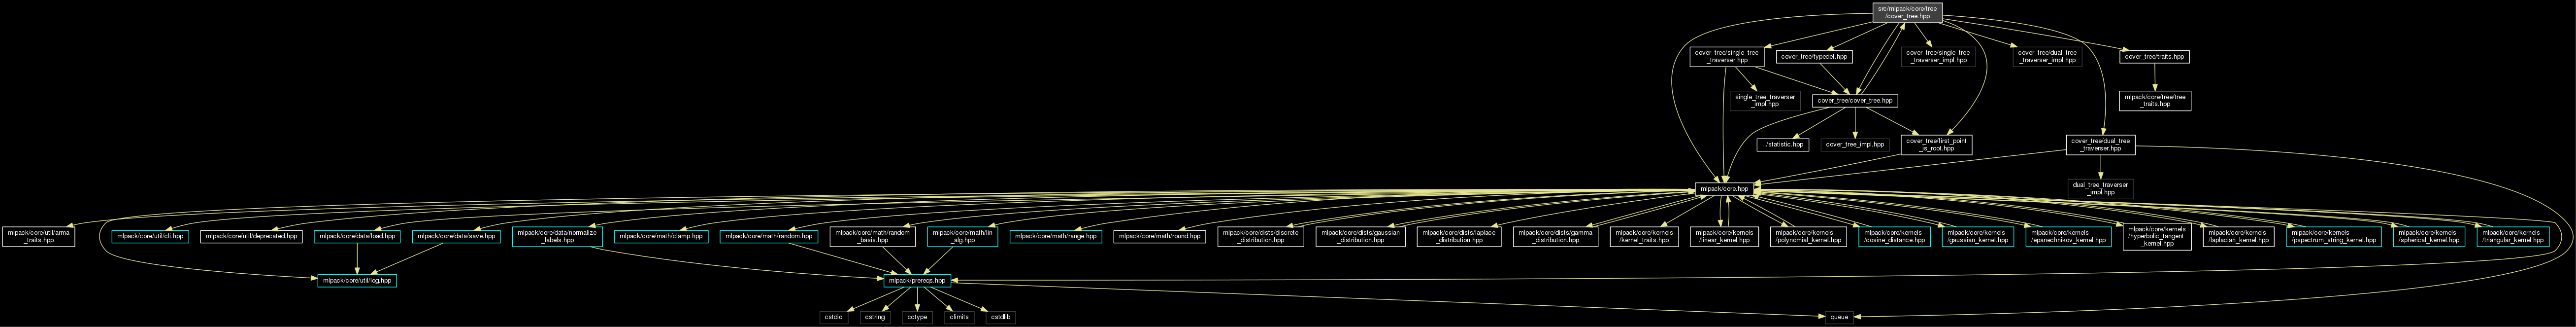 src/mlpack/core/tree
/cover_tree.hpp
cover_tree/single_tree
_traverser.hpp
cover_tree/typedef.hpp
cover_tree/single_tree
_traverser_impl.hpp
cover_tree/dual_tree
_traverser_impl.hpp
cover_tree/traits.hpp
single_tree_traverser
_impl.hpp
cover_tree/cover_tree.hpp
mlpack/core/tree/tree
_traits.hpp
../statistic.hpp
cover_tree_impl.hpp
cover_tree/first_point
_is_root.hpp
cover_tree/dual_tree
_traverser.hpp
mlpack/core.hpp
dual_tree_traverser
_impl.hpp
mlpack/core/util/arma
_traits.hpp
mlpack/core/util/cli.hpp
mlpack/core/util/deprecated.hpp
mlpack/core/data/load.hpp
mlpack/core/data/save.hpp
mlpack/core/data/normalize
_labels.hpp
mlpack/core/math/clamp.hpp
mlpack/core/math/random.hpp
mlpack/core/math/random
_basis.hpp
mlpack/core/math/lin
_alg.hpp
mlpack/core/math/range.hpp
mlpack/core/math/round.hpp
mlpack/core/dists/discrete
_distribution.hpp
mlpack/core/dists/gaussian
_distribution.hpp
mlpack/core/dists/laplace
_distribution.hpp
mlpack/core/dists/gamma
_distribution.hpp
mlpack/core/kernels
/kernel_traits.hpp
mlpack/core/kernels
/linear_kernel.hpp
mlpack/core/kernels
/polynomial_kernel.hpp
mlpack/core/kernels
/cosine_distance.hpp
mlpack/core/kernels
/gaussian_kernel.hpp
mlpack/core/kernels
/epanechnikov_kernel.hpp
mlpack/core/kernels
/hyperbolic_tangent
_kernel.hpp
mlpack/core/kernels
/laplacian_kernel.hpp
mlpack/core/kernels
/pspectrum_string_kernel.hpp
mlpack/core/kernels
/spherical_kernel.hpp
mlpack/core/kernels
/triangular_kernel.hpp
mlpack/core/util/log.hpp
mlpack/prereqs.hpp
cstdio
cstring
cctype
climits
cstdlib
queue